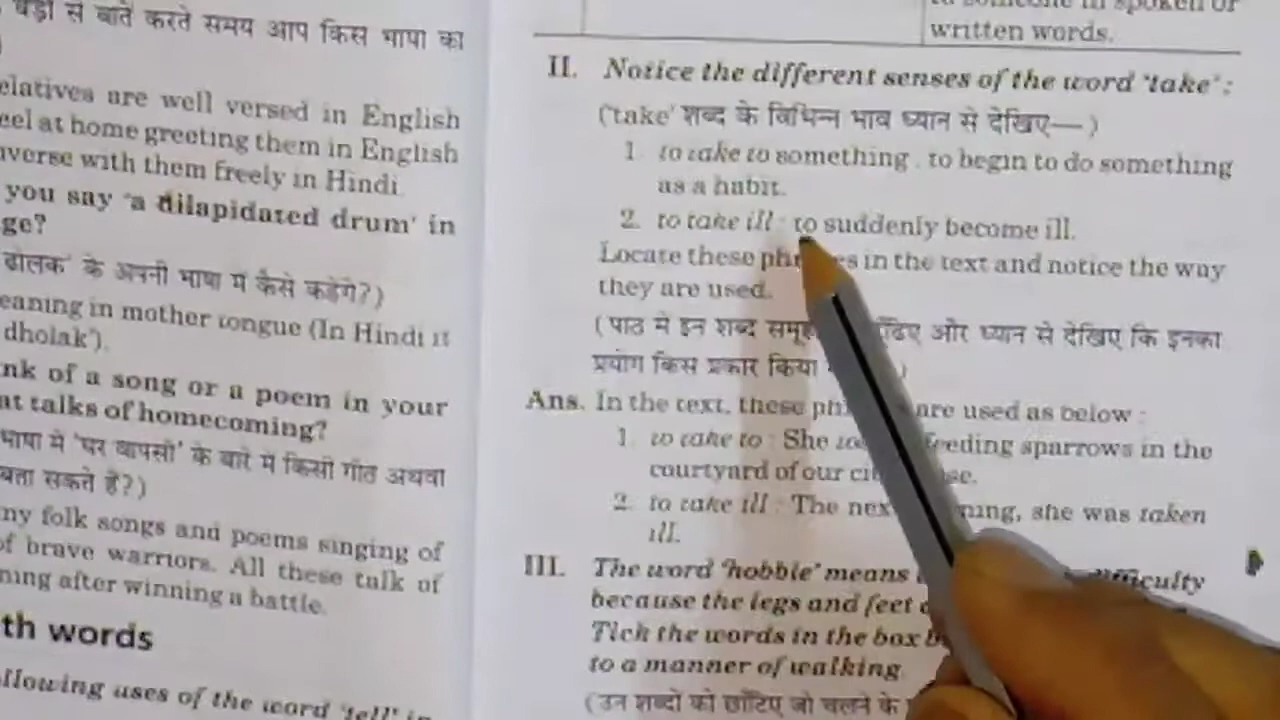 बड़ों से बातें करते समय आप किस भाषा का
elatives are well versed in English
eel at home greeting them in English
nverse with them freely in Hindi.
you say 'a dilapidated drum' in
ge?
ढोलक' के अपनी भाषा में कैसे कहेंगे?)
eaning in mother tongue (In Hindi it
dholak').
nk of a song or a poem in your
at talks of homecoming?
भाषा में 'घर वापसी' के बारे में किसी गीत अथवा
बता सकते हैं?)
ny folk songs and poems singing of
of brave warriors. All these talk of
ning after winning a battle.
th words
llowing uses of the word 'tell' in
to someone in spoken or
written words.
II. Notice the different senses of the word 'take' :
('take' शब्द के विभिन्न भाव ध्यान से देखिए—)
1. to take to something : to begin to do something
as a habit.
2. to take ill : to suddenly become ill.
Locate these in the text and notice the way
they are used.
(पाठ में इन शब्द और ध्यान से देखिए कि इनका
प्रयोग किस प्रकार किया )
Ans. In the text, these are used as below :
1. to take to : She feeding sparrows in the
courtyard of our
2. to take ill : The she was taken
ill.
III. The word 'hobble' means difficulty
because the legs and feet
Tick the words in the box
to a manner of walking.
(उन शब्दों को छाँटिए जो चलने के